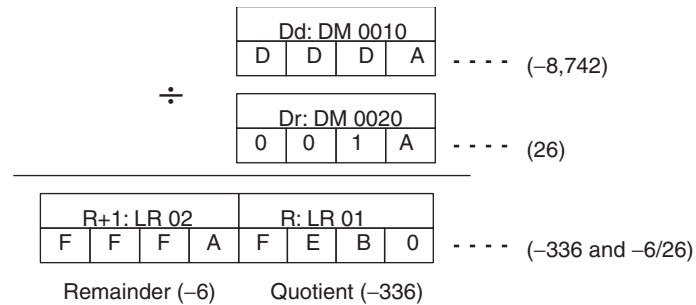 Dd: DM 0010
D D D A - - - - (–8,742)
÷
Dr: DM 0020
0 0 1 A - - - - (26)
R+1: LR 02 R: LR 01
F F F A F E B 0 - - - - (–336 and –6/26)
Remainder (–6) Quotient (–336)